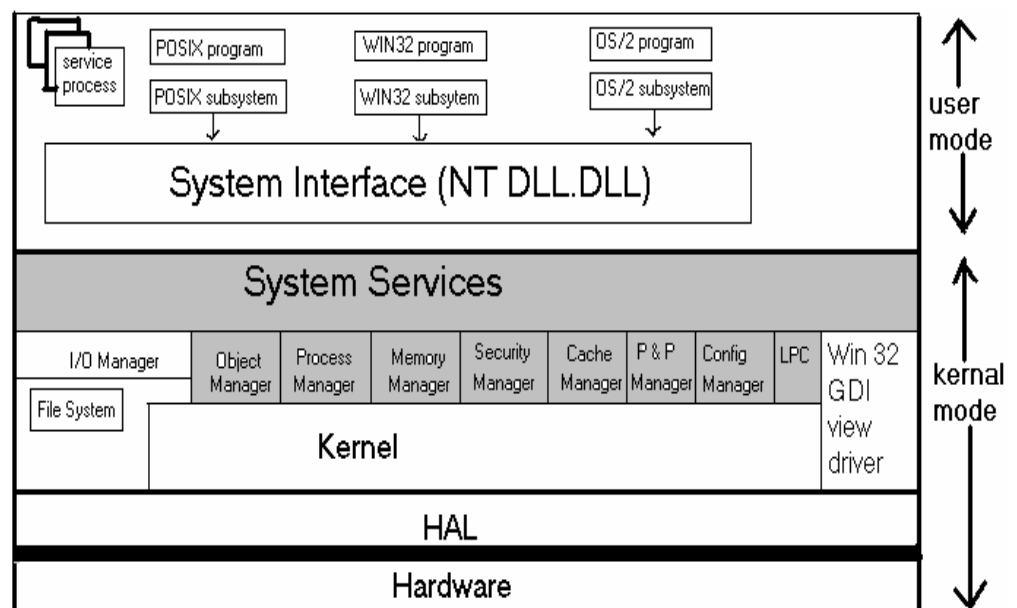 service
process
POSIX program
WIN32 program
OS/2 program
POSIX subsystem
WIN32 subsytem
OS/2 subsystem
user
mode
System Interface (NT DLL.DLL)
System Services
I/O Manager
Object
Manager
Process
Manager
Memory
Manager
Security
Manager
Cache
Manager
P & P
Manager
Config
Manager
LPC
Win 32
GDI
view
driver
kernal
mode
File System
Kernel
HAL
Hardware